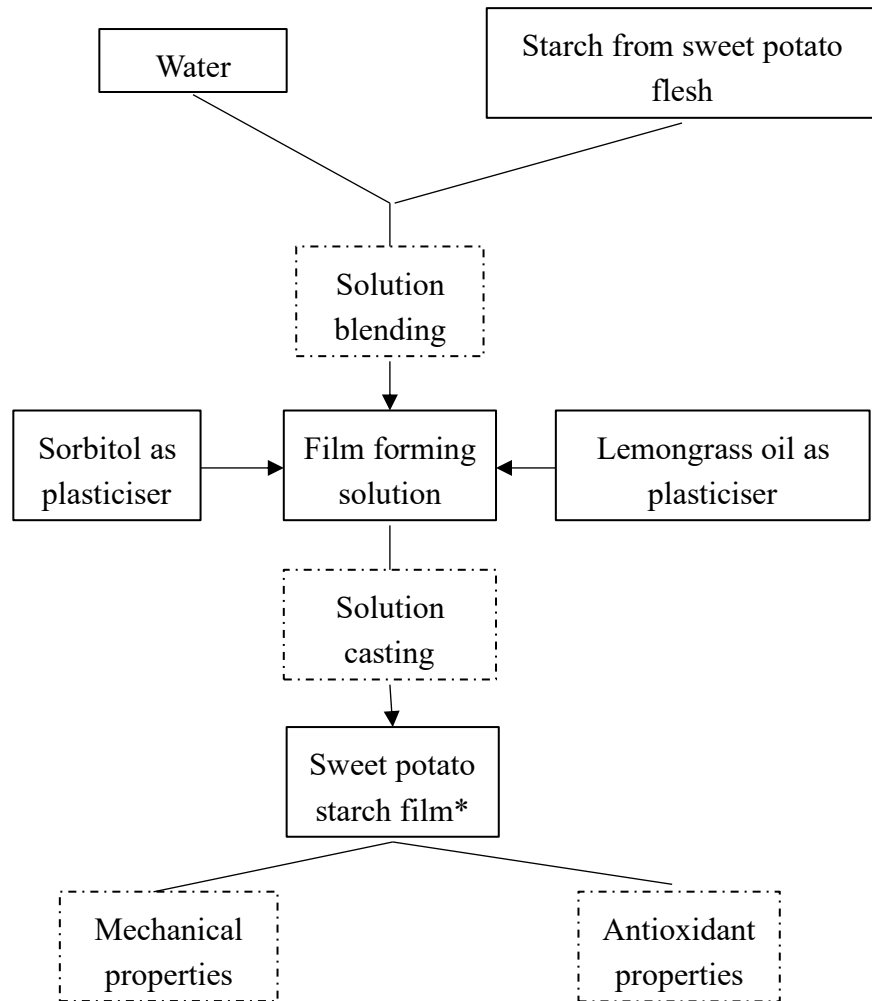 Water
Starch from sweet potato
flesh
Solution
blending
Sorbitol as
plasticiser
Film forming
solution
Lemongrass oil as
plasticiser
Solution
casting
Sweet potato
starch film*
Mechanical
properties
Antioxidant
properties